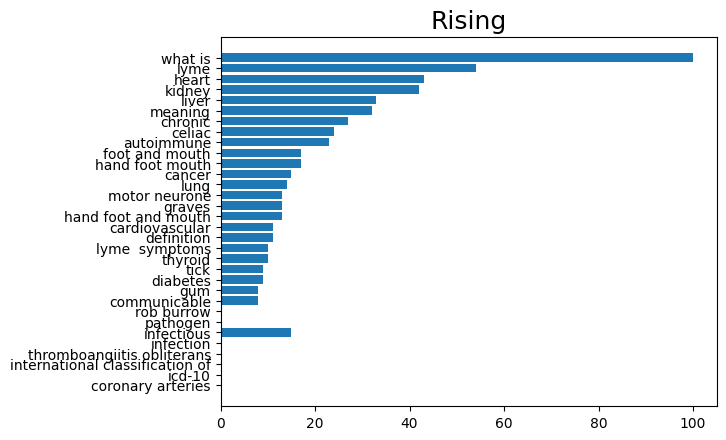 Rising
what is
lyme
heart
kidney
liver
meaning
chronic
celiac
autoimmune
foot and mouth
hand foot mouth
cancer
lung
motor neurone
graves
hand foot and mouth
cardiovascular
definition
lyme  symptoms
thyroid
tick
diabetes
gum
communicable
rob burrow
pathogen
infectious
infection
thromboangiitis obliterans
international classification of
icd-10
coronary arteries
0 20 40 60 80 100